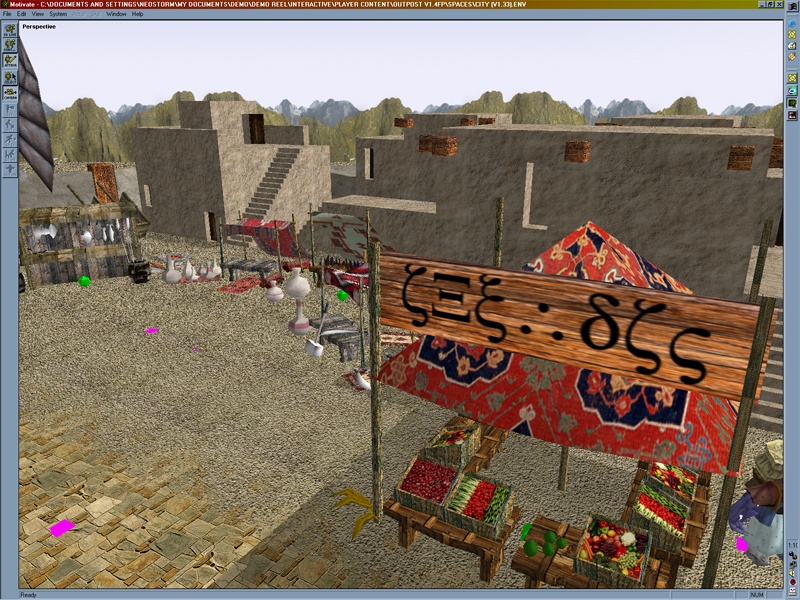 Motivate - C:\DOCUMENTS AND SETTINGS\NEOSTORM\MY DOCUMENTS\DEMO\DEMO REEL\INTERACTIVE\PLAYER CONTENT\OUTPOST V1.4FP\SPACES\CITY (V1.33).ENV
File Edit View System Window Help
Perspective
ζΞξ∴δζς
Ready NUM